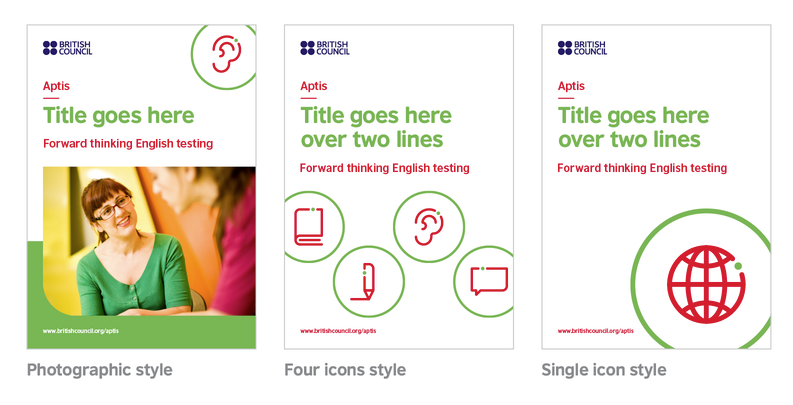 BRITISH
COUNCIL
Aptis
Title goes here
Forward thinking English testing
www.britishcouncil.org/aptis
Photographic style
BRITISH
COUNCIL
Aptis
Title goes here
over two lines
Forward thinking English testing
www.britishcouncil.org/aptis
Four icons style
BRITISH
COUNCIL
Aptis
Title goes here
over two lines
Forward thinking English testing
www.britishcouncil.org/aptis
Single icon style